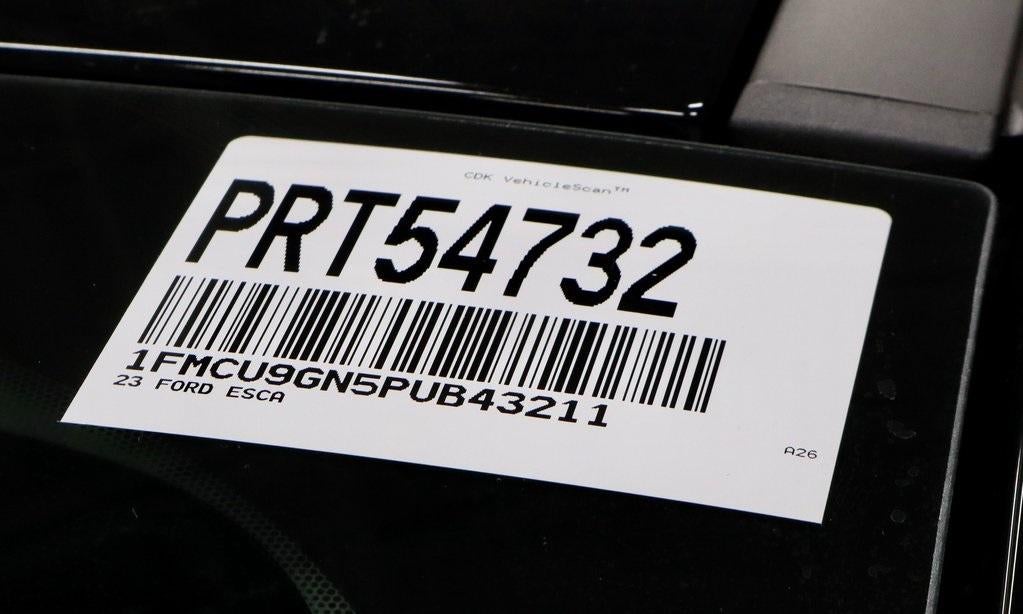 CDK VehicleScan™
PRT54732
1FMCU9GN5PUB43211
23 FORD ESCA
A26